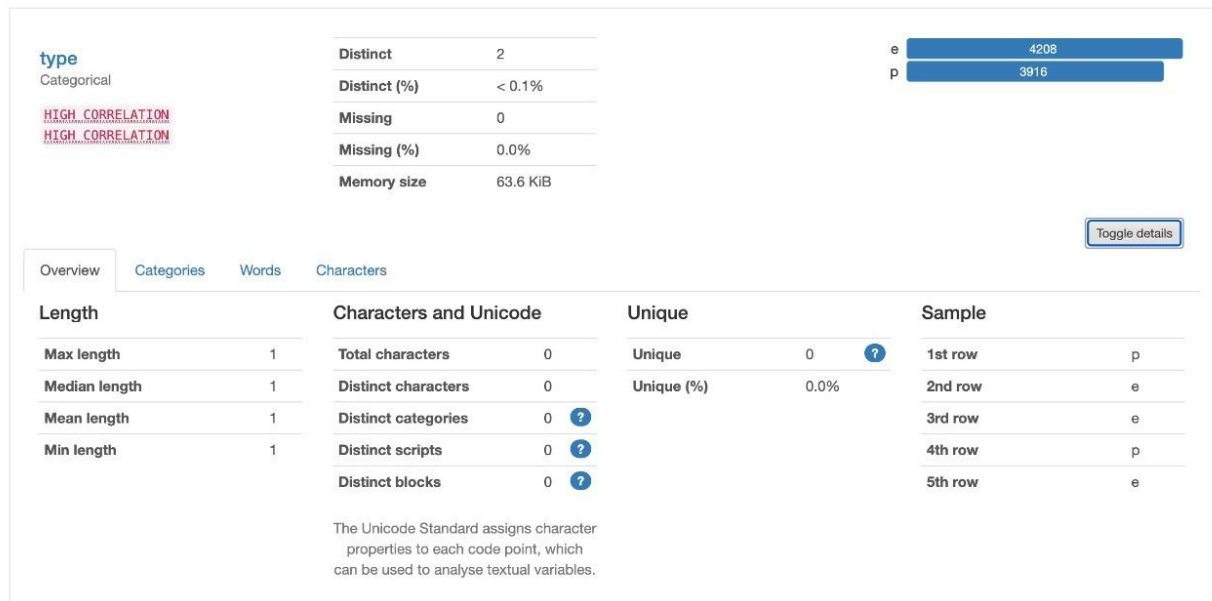 type
Categorical
HIGH CORRELATION
HIGH CORRELATION
Distinct 2
Distinct (%) < 0.1%
Missing 0
Missing (%) 0.0%
Memory size 63.6 KiB
e 4208
p 3916
Toggle details
Overview Categories Words Characters
Length
Max length 1
Median length 1
Mean length 1
Min length 1
Characters and Unicode
Total characters 0
Distinct characters 0
Distinct categories 0 ?
Distinct scripts 0 ?
Distinct blocks 0 ?
The Unicode Standard assigns character
properties to each code point, which
can be used to analyse textual variables.
Unique
Unique 0 ?
Unique (%) 0.0%
Sample
1st row p
2nd row e
3rd row e
4th row p
5th row e